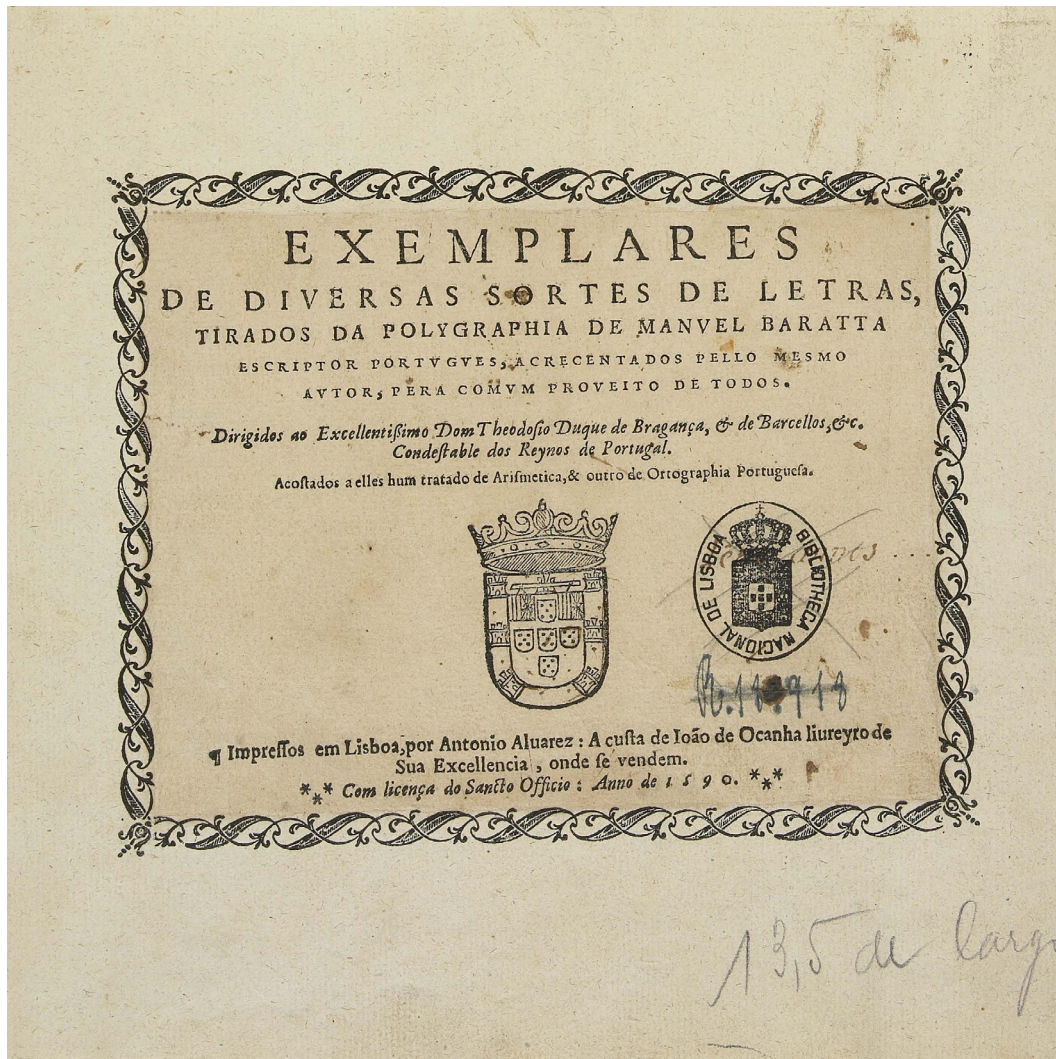 EXEMPLARES
DE DIVERSAS SORTES DE LETRAS,
TIRADOS DA POLYGRAPHIA DE MANVEL BARATTA
ESCRIPTOR PORTVGVES, ACRECENTADOS PELLO MESMO
AVTOR, PERA COMVM PROVEITO DE TODOS.
Dirigidos ao Excellentißimo Dom Theodoſio Duque de Bragança, & de Barcellos, &c.
Condeſtable dos Reynos de Portugal.
Acoſtados a elles hum tratado de Ariſmetica, & outro de Ortographia Portugueſa.
BIBLIOTHECA NACIONAL DE LISBOA
¶ Impreſſos em Lisboa, por Antonio Aluarez : A cuſta de Ioão de Ocanha liureyro de
Sua Excellencia, onde ſe vendem.
*** Com licença do Sancto Officio : Anno de 1590. ***
13,5 de